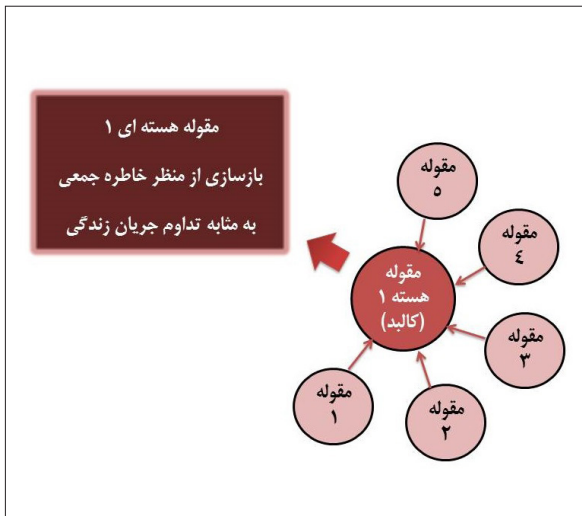 مقوله هسته ای ۱
بازسازی از منظر خاطره جمعی
به مثابه تداوم جریان زندگی
مقوله
۵
مقوله
٤
مقوله
هسته ۱
(کالبد)
مقوله
۳
مقوله
۱
مقوله
۲